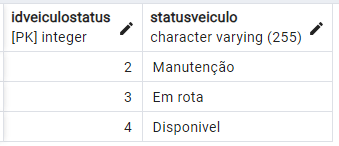 idveiculostatus statusveiculo
[PK] integer character varying (255)
2 Manutenção
3 Em rota
4 Disponivel